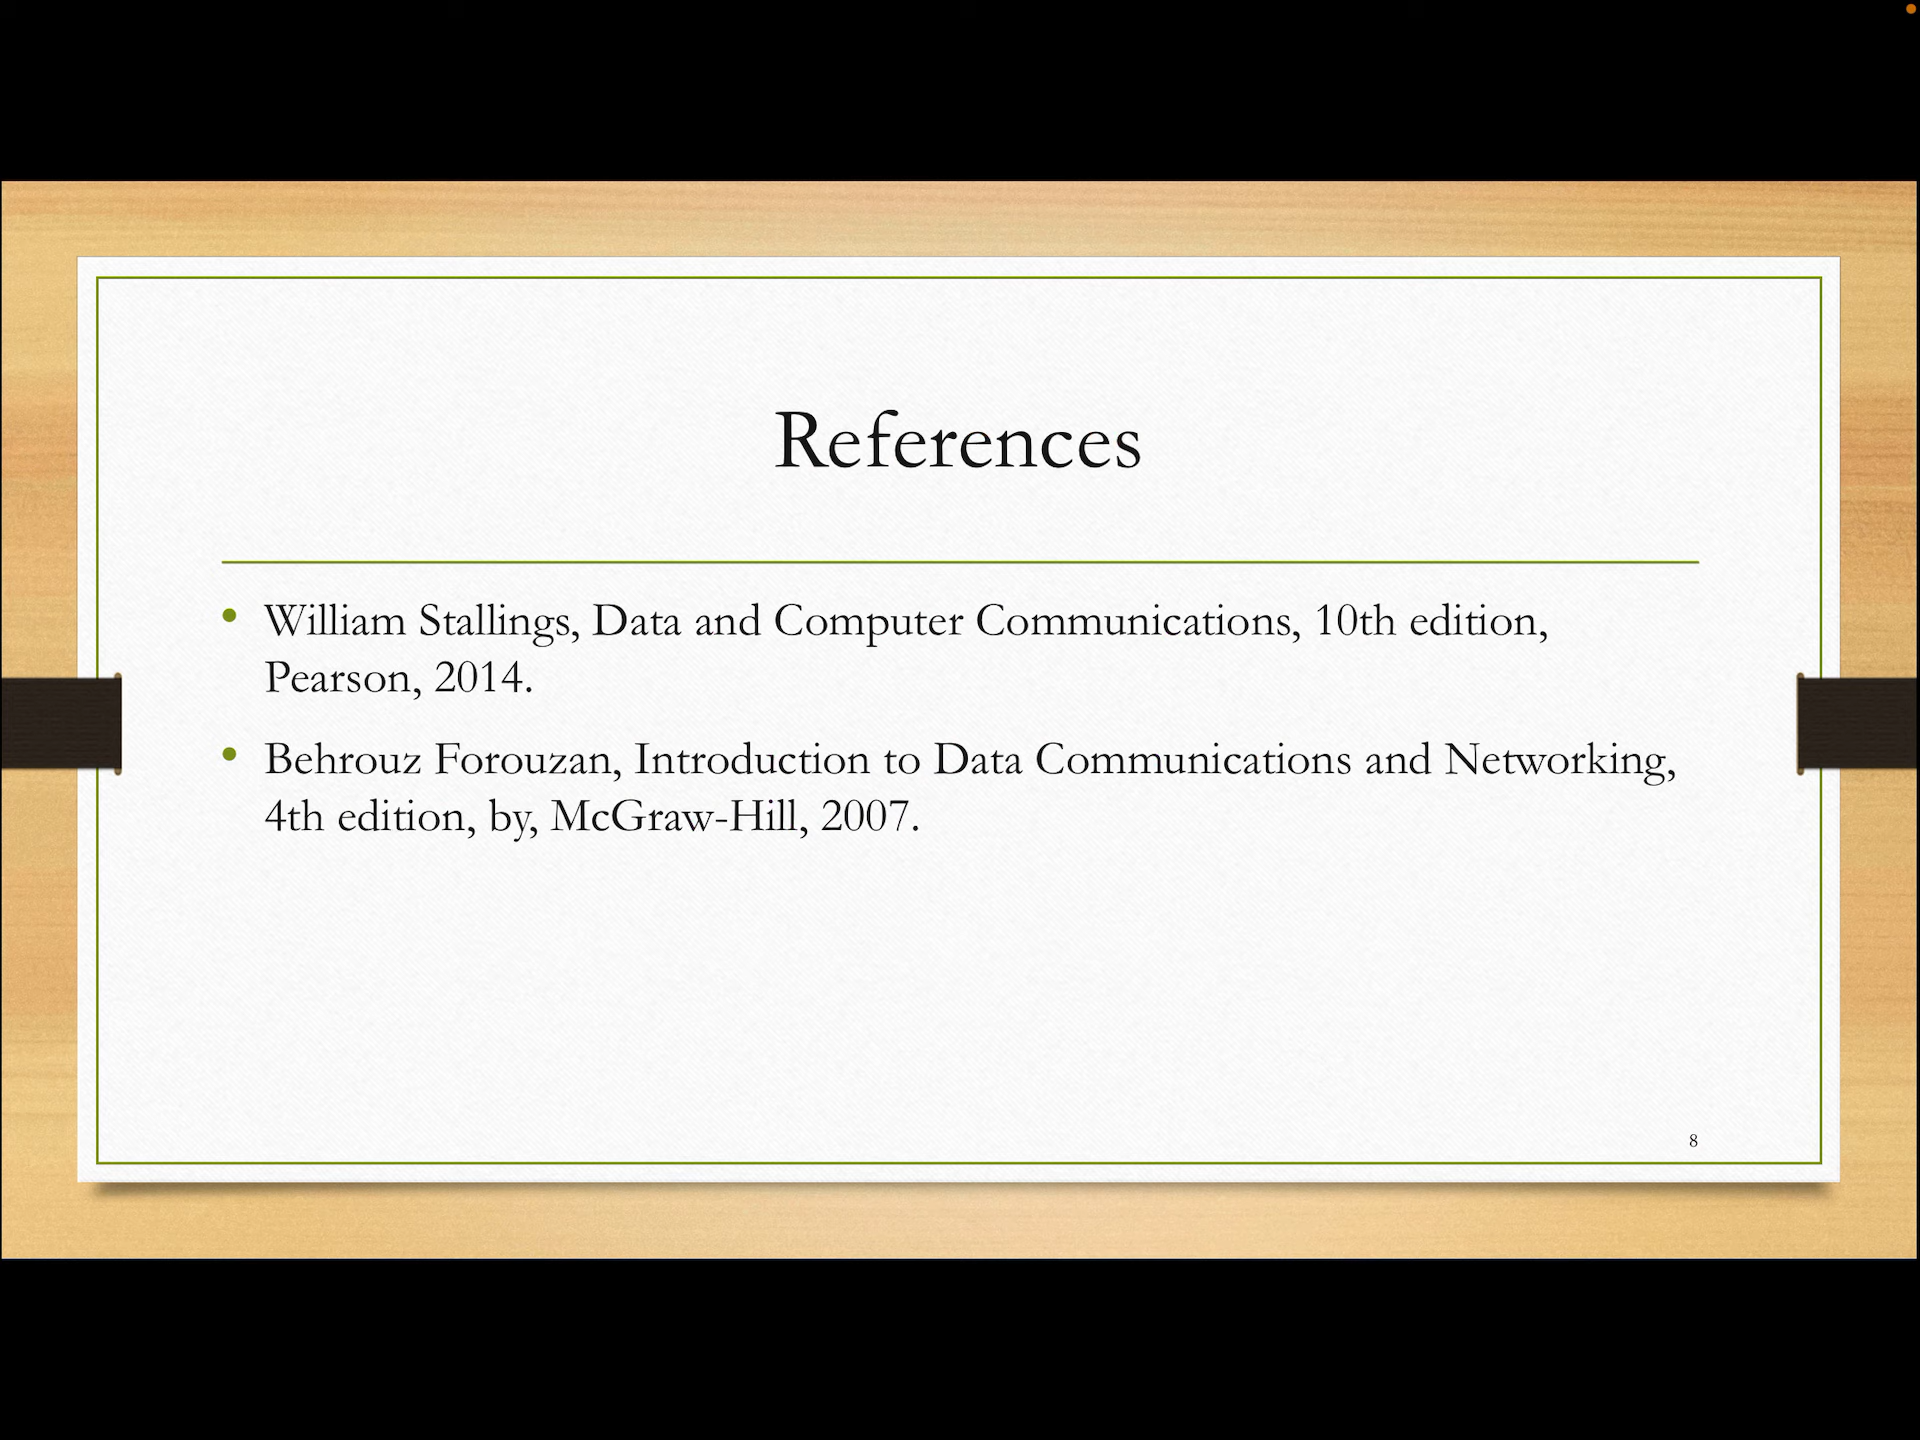 References
• William Stallings, Data and Computer Communications, 10th edition,
Pearson, 2014.
• Behrouz Forouzan, Introduction to Data Communications and Networking,
4th edition, by, McGraw-Hill, 2007.
8